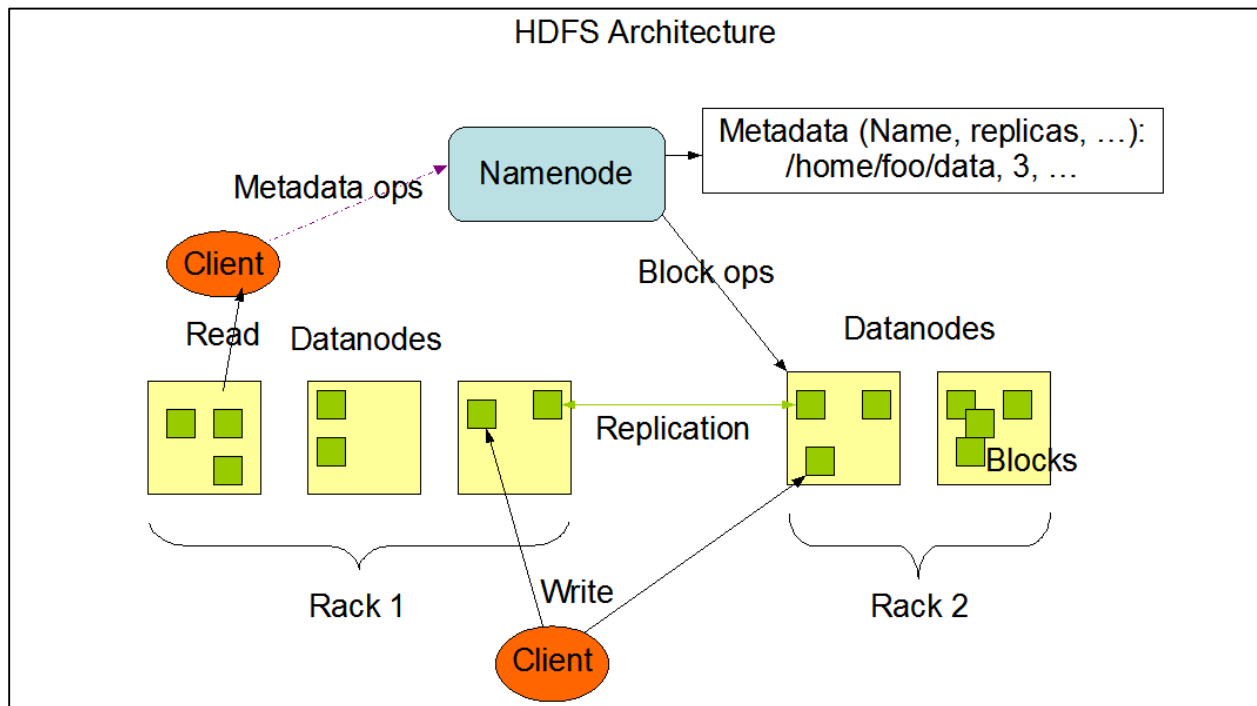 HDFS Architecture
Metadata (Name, replicas, …):
/home/foo/data, 3, …
Namenode
Metadata ops
Client
Block ops
Read
Datanodes
Datanodes
Replication
Blocks
Rack 1
Write
Rack 2
Client